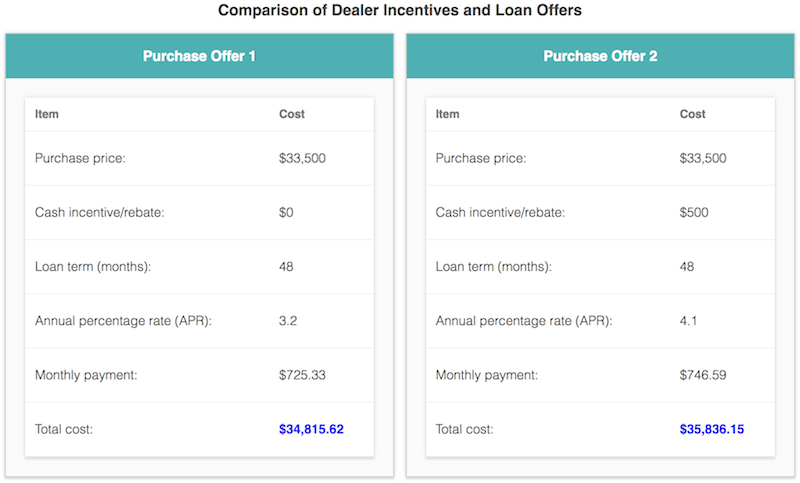 Comparison of Dealer Incentives and Loan Offers
Purchase Offer 1
Item Cost
Purchase price: $33,500
Cash incentive/rebate: $0
Loan term (months): 48
Annual percentage rate (APR): 3.2
Monthly payment: $725.33
Total cost: $34,815.62
Purchase Offer 2
Item Cost
Purchase price: $33,500
Cash incentive/rebate: $500
Loan term (months): 48
Annual percentage rate (APR): 4.1
Monthly payment: $746.59
Total cost: $35,836.15